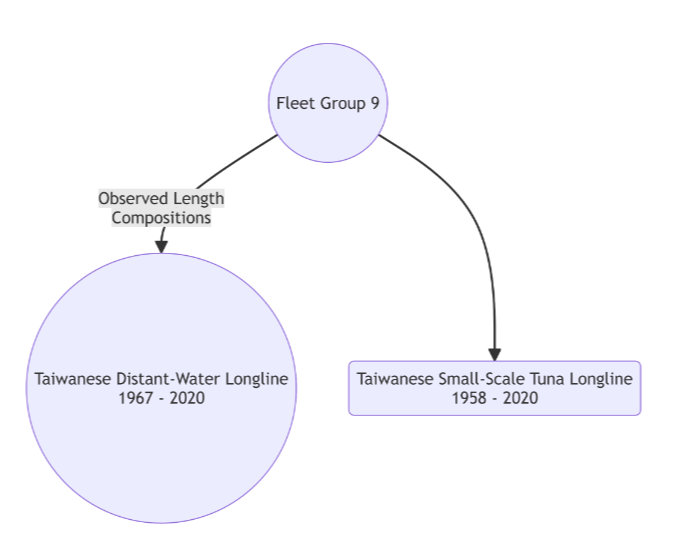 Fleet Group 9
Observed Length
Compositions
Taiwanese Distant-Water Longline
1967 - 2020
Taiwanese Small-Scale Tuna Longline
1958 - 2020